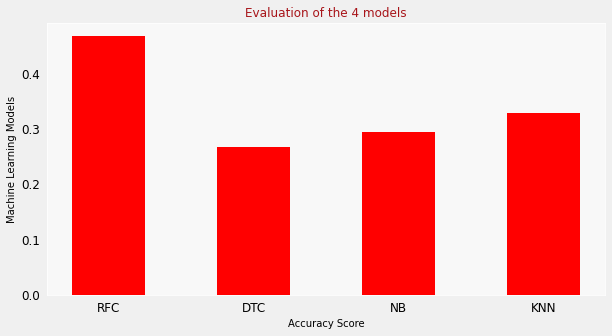 Evaluation of the 4 models
Machine Learning Models
0.4
0.3
0.2
0.1
0.0
RFC DTC NB KNN
Accuracy Score